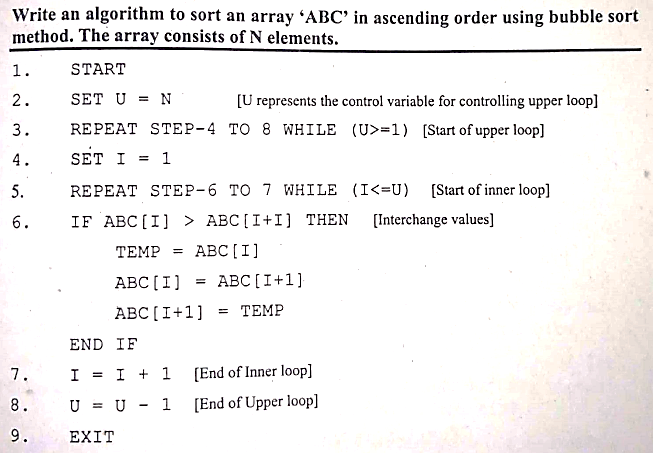 Write an algorithm to sort an array ‘ABC’ in ascending order using bubble sort
method. The array consists of N elements.
1. START
2. SET U = N [U represents the control variable for controlling upper loop]
3. REPEAT STEP-4 TO 8 WHILE (U>=1) [Start of upper loop]
4. SET I = 1
5. REPEAT STEP-6 TO 7 WHILE (I<=U) [Start of inner loop]
6. IF ABC[I] > ABC[I+I] THEN [Interchange values]
TEMP = ABC[I]
ABC[I] = ABC[I+1]
ABC[I+1] = TEMP
END IF
7. I = I + 1 [End of Inner loop]
8. U = U - 1 [End of Upper loop]
9. EXIT